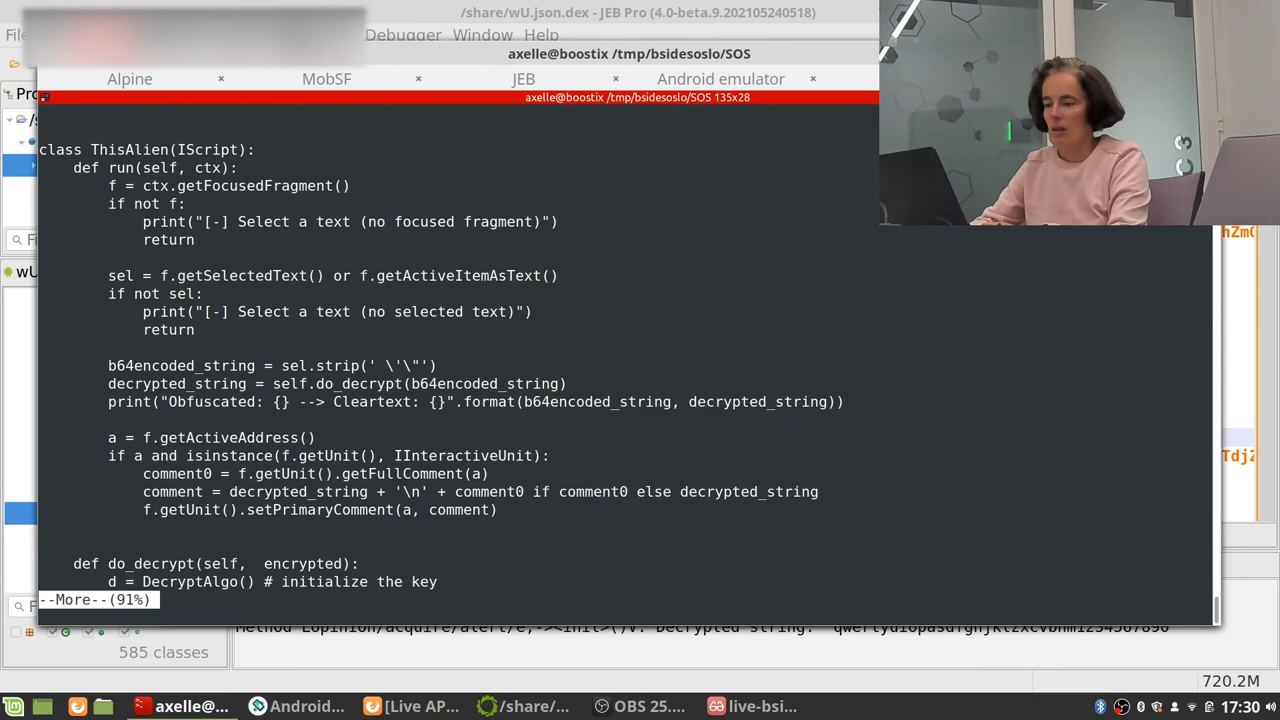 /share/wU.json.dex - JEB Pro (4.0-beta.9.202105240518)
Debugger Window Help
axelle@boostix /tmp/bsidesoslo/SOS
Alpine × MobSF × JEB × Android emulator ×
axelle@boostix /tmp/bsidesoslo/SOS 135x28
class ThisAlien(IScript):
    def run(self, ctx):
        f = ctx.getFocusedFragment()
        if not f:
            print("[-] Select a text (no focused fragment)")
            return
        sel = f.getSelectedText() or f.getActiveItemAsText()
        if not sel:
            print("[-] Select a text (no selected text)")
            return
        b64encoded_string = sel.strip(' \'\"')
        decrypted_string = self.do_decrypt(b64encoded_string)
        print("Obfuscated: {} --> Cleartext: {}".format(b64encoded_string, decrypted_string))
        a = f.getActiveAddress()
        if a and isinstance(f.getUnit(), IInteractiveUnit):
            comment0 = f.getUnit().getFullComment(a)
            comment = decrypted_string + '\n' + comment0 if comment0 else decrypted_string
            f.getUnit().setPrimaryComment(a, comment)
    def do_decrypt(self,  encrypted):
        d = DecryptAlgo() # initialize the key
--More--(91%)
585 classes
720.2M
axelle@... Android... [Live AP... /share/w... OBS 25.... live-bsi...
17:30
C 3